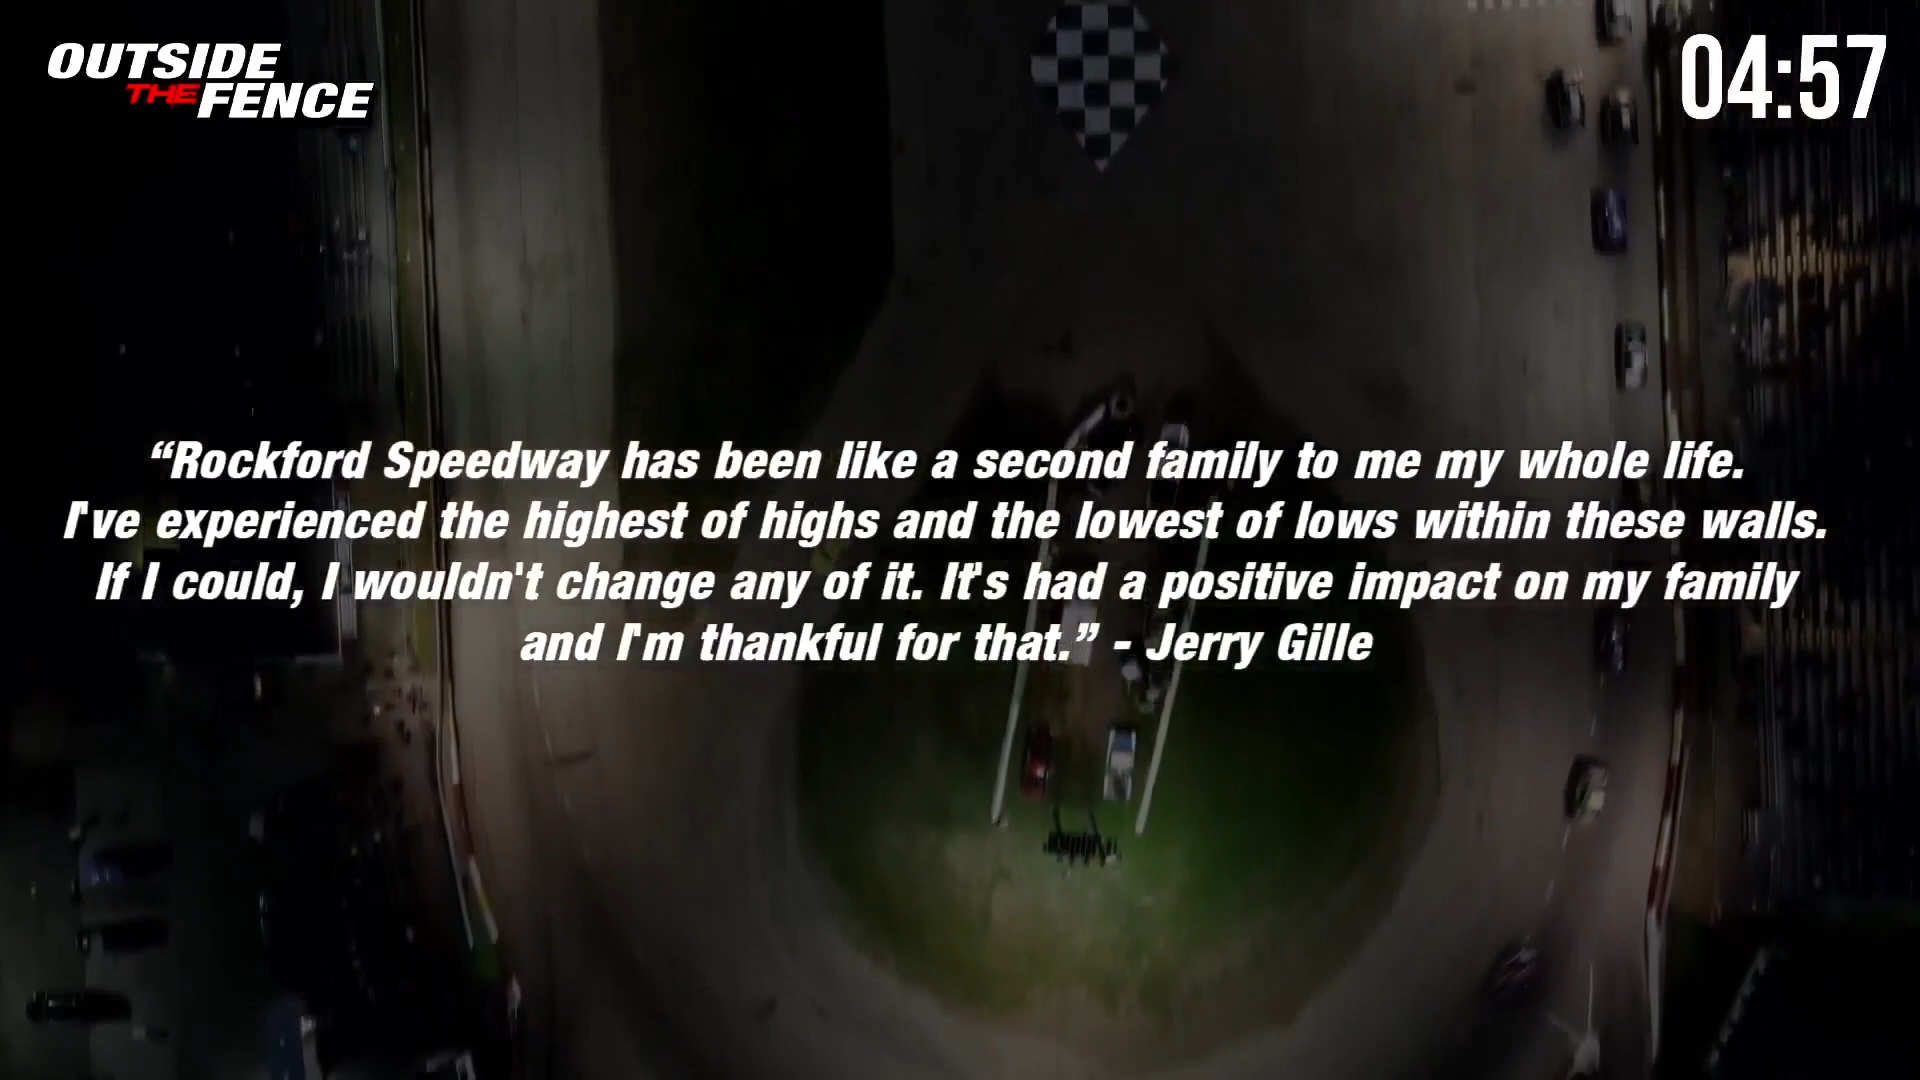 OUTSIDE
THE FENCE
04:57
“Rockford Speedway has been like a second family to me my whole life.
I've experienced the highest of highs and the lowest of lows within these walls.
If I could, I wouldn't change any of it. It's had a positive impact on my family
and I'm thankful for that.” - Jerry Gille